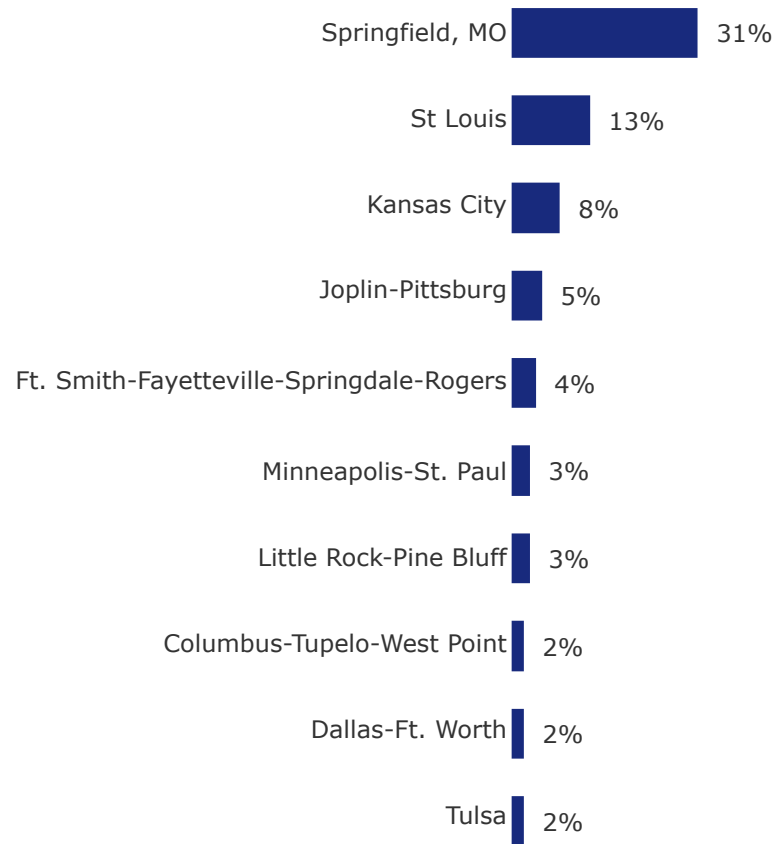 Springfield, MO 31%
St Louis 13%
Kansas City 8%
Joplin-Pittsburg 5%
Ft. Smith-Fayetteville-Springdale-Rogers 4%
Minneapolis-St. Paul 3%
Little Rock-Pine Bluff 3%
Columbus-Tupelo-West Point 2%
Dallas-Ft. Worth 2%
Tulsa 2%